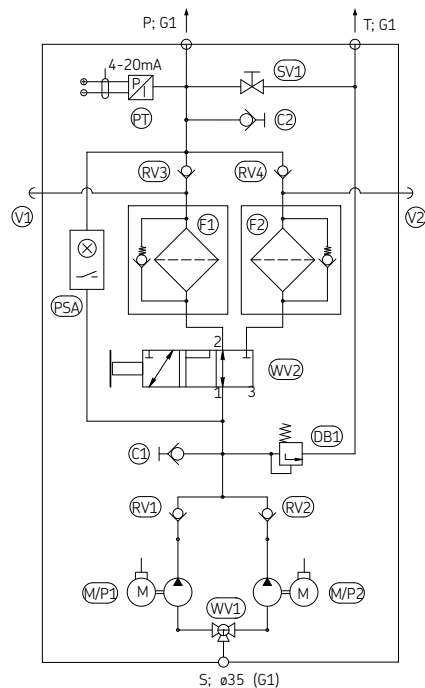 P; G1
T; G1
4-20mA
P
I
SV1
PT
C2
RV3
RV4
V1
V2
F1
F2
PSA
2
WV2
1
3
C1
DB1
RV1
RV2
M/P1
M
WV1
M
M/P2
S; ø35 (G1)